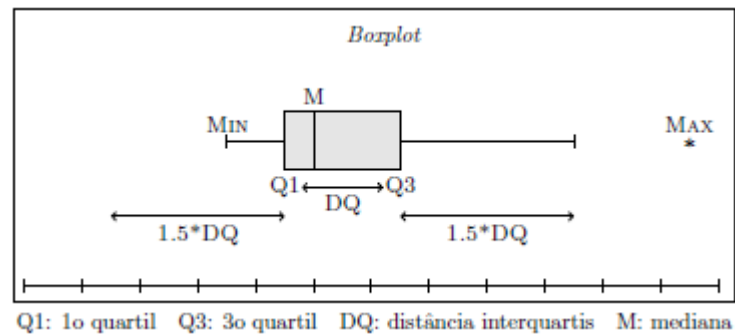 Boxplot
M
MIN MAX
*
Q1 Q3
DQ
1.5*DQ 1.5*DQ
Q1: 1o quartil Q3: 3o quartil DQ: distância interquartis M: mediana